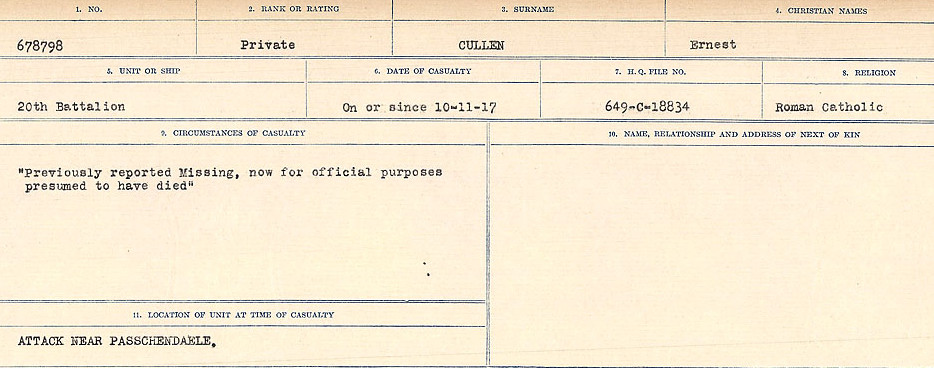 1. NO.
2. RANK OR RATING
3. SURNAME
4. CHRISTIAN NAMES
678798
Private
CULLEN
Ernest
5. UNIT OR SHIP
6. DATE OF CASUALTY
7. H. Q. FILE NO.
8. RELIGION
20th Battalion
On or since 10-11-17
649-C-18834
Roman Catholic
9. CIRCUMSTANCES OF CASUALTY
"Previously reported Missing, now for official purposes
presumed to have died"
10. NAME, RELATIONSHIP AND ADDRESS OF NEXT OF KIN
11. LOCATION OF UNIT AT TIME OF CASUALTY
ATTACK NEAR PASSCHENDAELE.